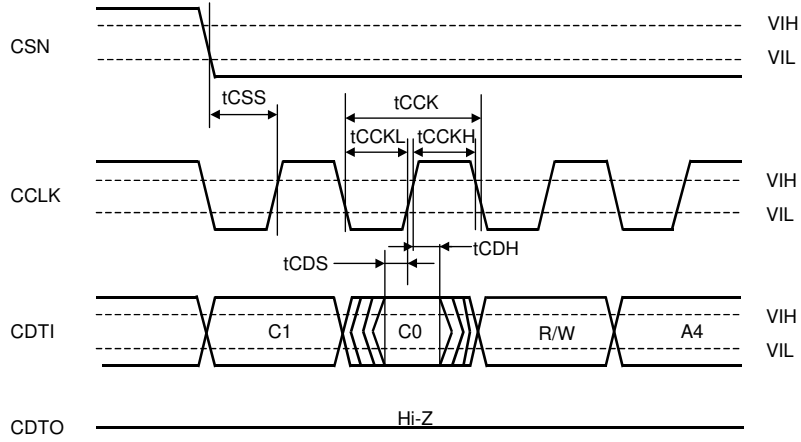 CSN
VIH
VIL
tCSS
tCCK
tCCKL
tCCKH
CCLK
VIH
VIL
tCDS
tCDH
CDTI
C1
C0
R/W
A4
VIH
VIL
CDTO
Hi-Z